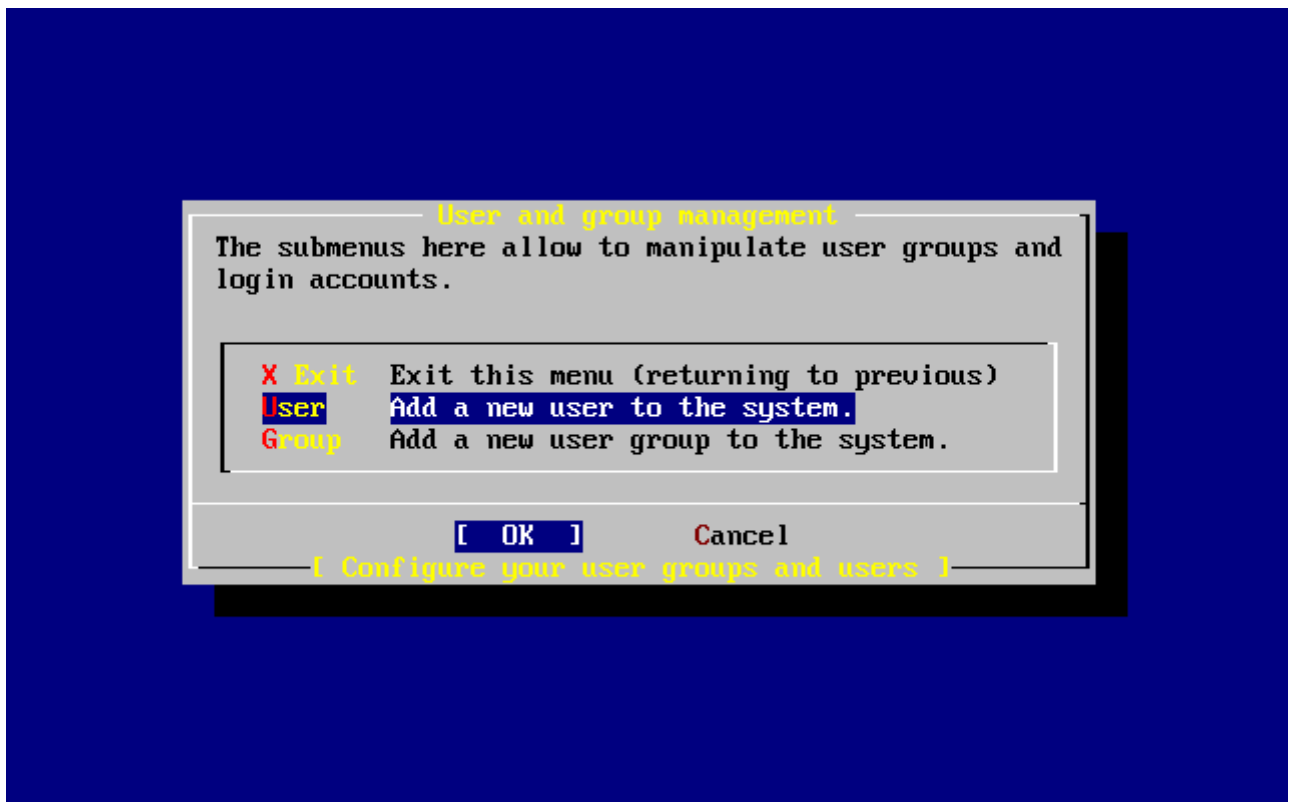 User and group management
The submenus here allow to manipulate user groups and
login accounts.
X Exit Exit this menu (returning to previous)
User Add a new user to the system.
Group Add a new user group to the system.
[ OK ] Cancel
[ Configure your user groups and users ]